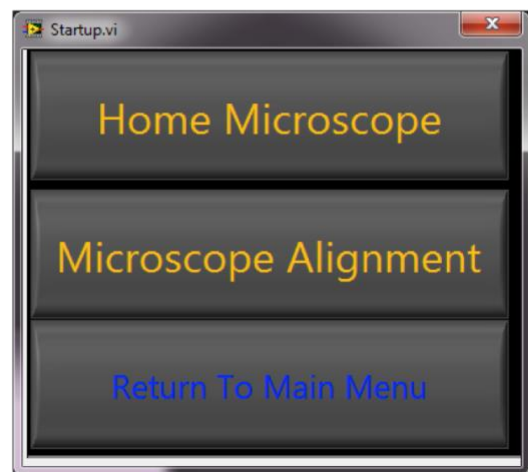 Startup.vi
Home Microscope
Microscope Alignment
Return To Main Menu